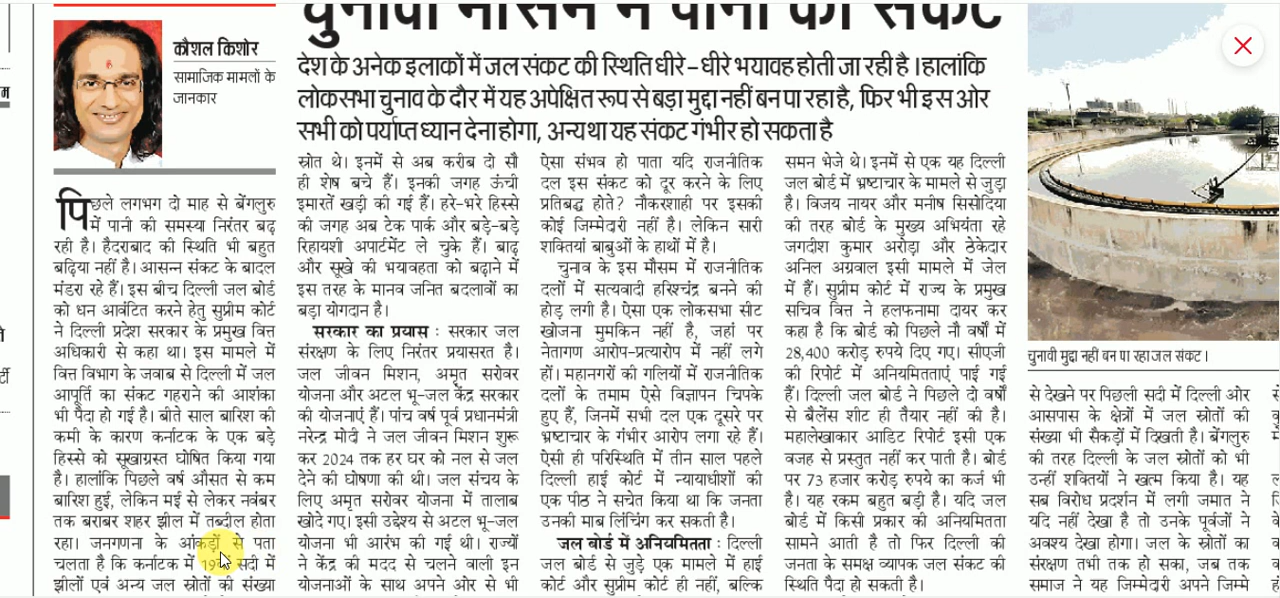 चुनावी मौसम में पानी का संकट
देश के अनेक इलाकों में जल संकट की स्थिति धीरे-धीरे भयावह होती जा रही है। हालांकि
लोकसभा चुनाव के दौर में यह अपेक्षित रूप से बड़ा मुद्दा नहीं बन पा रहा है, फिर भी इस ओर
सभी को पर्याप्त ध्यान देना होगा, अन्यथा यह संकट गंभीर हो सकता है
कौशल किशोर
सामाजिक मामलों के
जानकार
पिछले लगभग दो माह से बेंगलुरु
में पानी की समस्या निरंतर बढ़
रही है। हैदराबाद की स्थिति भी बहुत
बढ़िया नहीं है। आसन्न संकट के बादल
मंडरा रहे हैं। इस बीच दिल्ली जल बोर्ड
को धन आवंटित करने हेतु सुप्रीम कोर्ट
ने दिल्ली प्रदेश सरकार के प्रमुख वित्त
अधिकारी से कहा था। इस मामले में
वित्त विभाग के जवाब से दिल्ली में जल
आपूर्ति का संकट गहराने की आशंका
भी पैदा हो गई है। बीते साल बारिश की
कमी के कारण कर्नाटक के एक बड़े
हिस्से को सूखाग्रस्त घोषित किया गया
है। हालांकि पिछले वर्ष औसत से कम
बारिश हुई, लेकिन मई से लेकर नवंबर
तक बराबर शहर झील में तब्दील होता
रहा। जनगणना के आंकड़ों से पता
चलता है कि कर्नाटक में सदी में
झीलों एवं अन्य जल स्रोतों की संख्या
स्रोत थे। इनमें से अब करीब दो सौ
ही शेष बचे हैं। इनकी जगह ऊंची
इमारतें खड़ी की गई हैं। हरे-भरे हिस्से
की जगह अब टेक पार्क और बड़े-बड़े
रिहायशी अपार्टमेंट ले चुके हैं। बाढ़
और सूखे की भयावहता को बढ़ाने में
इस तरह के मानव जनित बदलावों का
बड़ा योगदान है।
सरकार का प्रयास : सरकार जल
संरक्षण के लिए निरंतर प्रयासरत है।
जल जीवन मिशन, अमृत सरोवर
योजना और अटल भू-जल केंद्र सरकार
की योजनाएं हैं। पांच वर्ष पूर्व प्रधानमंत्री
नरेन्द्र मोदी ने जल जीवन मिशन शुरू
कर 2024 तक हर घर को नल से जल
देने की घोषणा की थी। जल संचय के
लिए अमृत सरोवर योजना में तालाब
खोदे गए। इसी उद्देश्य से अटल भू-जल
योजना भी आरंभ की गई थी। राज्यों
ने केंद्र की मदद से चलने वाली इन
योजनाओं के साथ अपने ओर से भी
ऐसा संभव हो पाता यदि राजनीतिक
दल इस संकट को दूर करने के लिए
प्रतिबद्ध होते? नौकरशाही पर इसकी
कोई जिम्मेदारी नहीं है। लेकिन सारी
शक्तियां बाबुओं के हाथों में है।
चुनाव के इस मौसम में राजनीतिक
दलों में सत्यवादी हरिश्चंद्र बनने की
होड़ लगी है। ऐसा एक लोकसभा सीट
खोजना मुमकिन नहीं है, जहां पर
नेतागण आरोप-प्रत्यारोप में नहीं लगे
हों। महानगरों की गलियों में राजनीतिक
दलों के तमाम ऐसे विज्ञापन चिपके
हुए हैं, जिनमें सभी दल एक दूसरे पर
भ्रष्टाचार के गंभीर आरोप लगा रहे हैं।
ऐसी ही परिस्थिति में तीन साल पहले
दिल्ली हाई कोर्ट में न्यायाधीशों की
एक पीठ ने सचेत किया था कि जनता
उनकी माब लिंचिंग कर सकती है।
जल बोर्ड में अनियमितता : दिल्ली
जल बोर्ड से जुड़े एक मामले में हाई
कोर्ट और सुप्रीम कोर्ट ही नहीं, बल्कि
समन भेजे थे। इनमें से एक यह दिल्ली
जल बोर्ड में भ्रष्टाचार के मामले से जुड़ा
है। विजय नायर और मनीष सिसोदिया
की तरह बोर्ड के मुख्य अभियंता रहे
जगदीश कुमार अरोड़ा और ठेकेदार
अनिल अग्रवाल इसी मामले में जेल
में हैं। सुप्रीम कोर्ट में राज्य के प्रमुख
सचिव वित्त ने हलफनामा दायर कर
कहा है कि बोर्ड को पिछले नौ वर्षों में
28,400 करोड़ रुपये दिए गए। सीएजी
की रिपोर्ट में अनियमितताएं पाई गई
हैं। दिल्ली जल बोर्ड ने पिछले दो वर्षों
से बैलेंस शीट ही तैयार नहीं की है।
महालेखाकार आडिट रिपोर्ट इसी एक
वजह से प्रस्तुत नहीं कर पाती है। बोर्ड
पर 73 हजार करोड़ रुपये का कर्ज भी
है। यह रकम बहुत बड़ी है। यदि जल
बोर्ड में किसी प्रकार की अनियमितता
सामने आती है तो फिर दिल्ली की
जनता के समक्ष व्यापक जल संकट की
स्थिति पैदा हो सकती है।
चुनावी मुद्दा नहीं बन पा रहा जल संकट।
से देखने पर पिछली सदी में दिल्ली और
आसपास के क्षेत्रों में जल स्रोतों की
संख्या भी सैकड़ों में दिखती है। बेंगलुरु
की तरह दिल्ली के जल स्रोतों को भी
उन्हीं शक्तियों ने खत्म किया है। यह
सब विरोध प्रदर्शन में लगी जमात ने
यदि नहीं देखा है तो उनके पूर्वजों ने
अवश्य देखा होगा। जल के स्रोतों का
संरक्षण तभी तक हो सका, जब तक
समाज ने यह जिम्मेदारी अपने जिम्मे